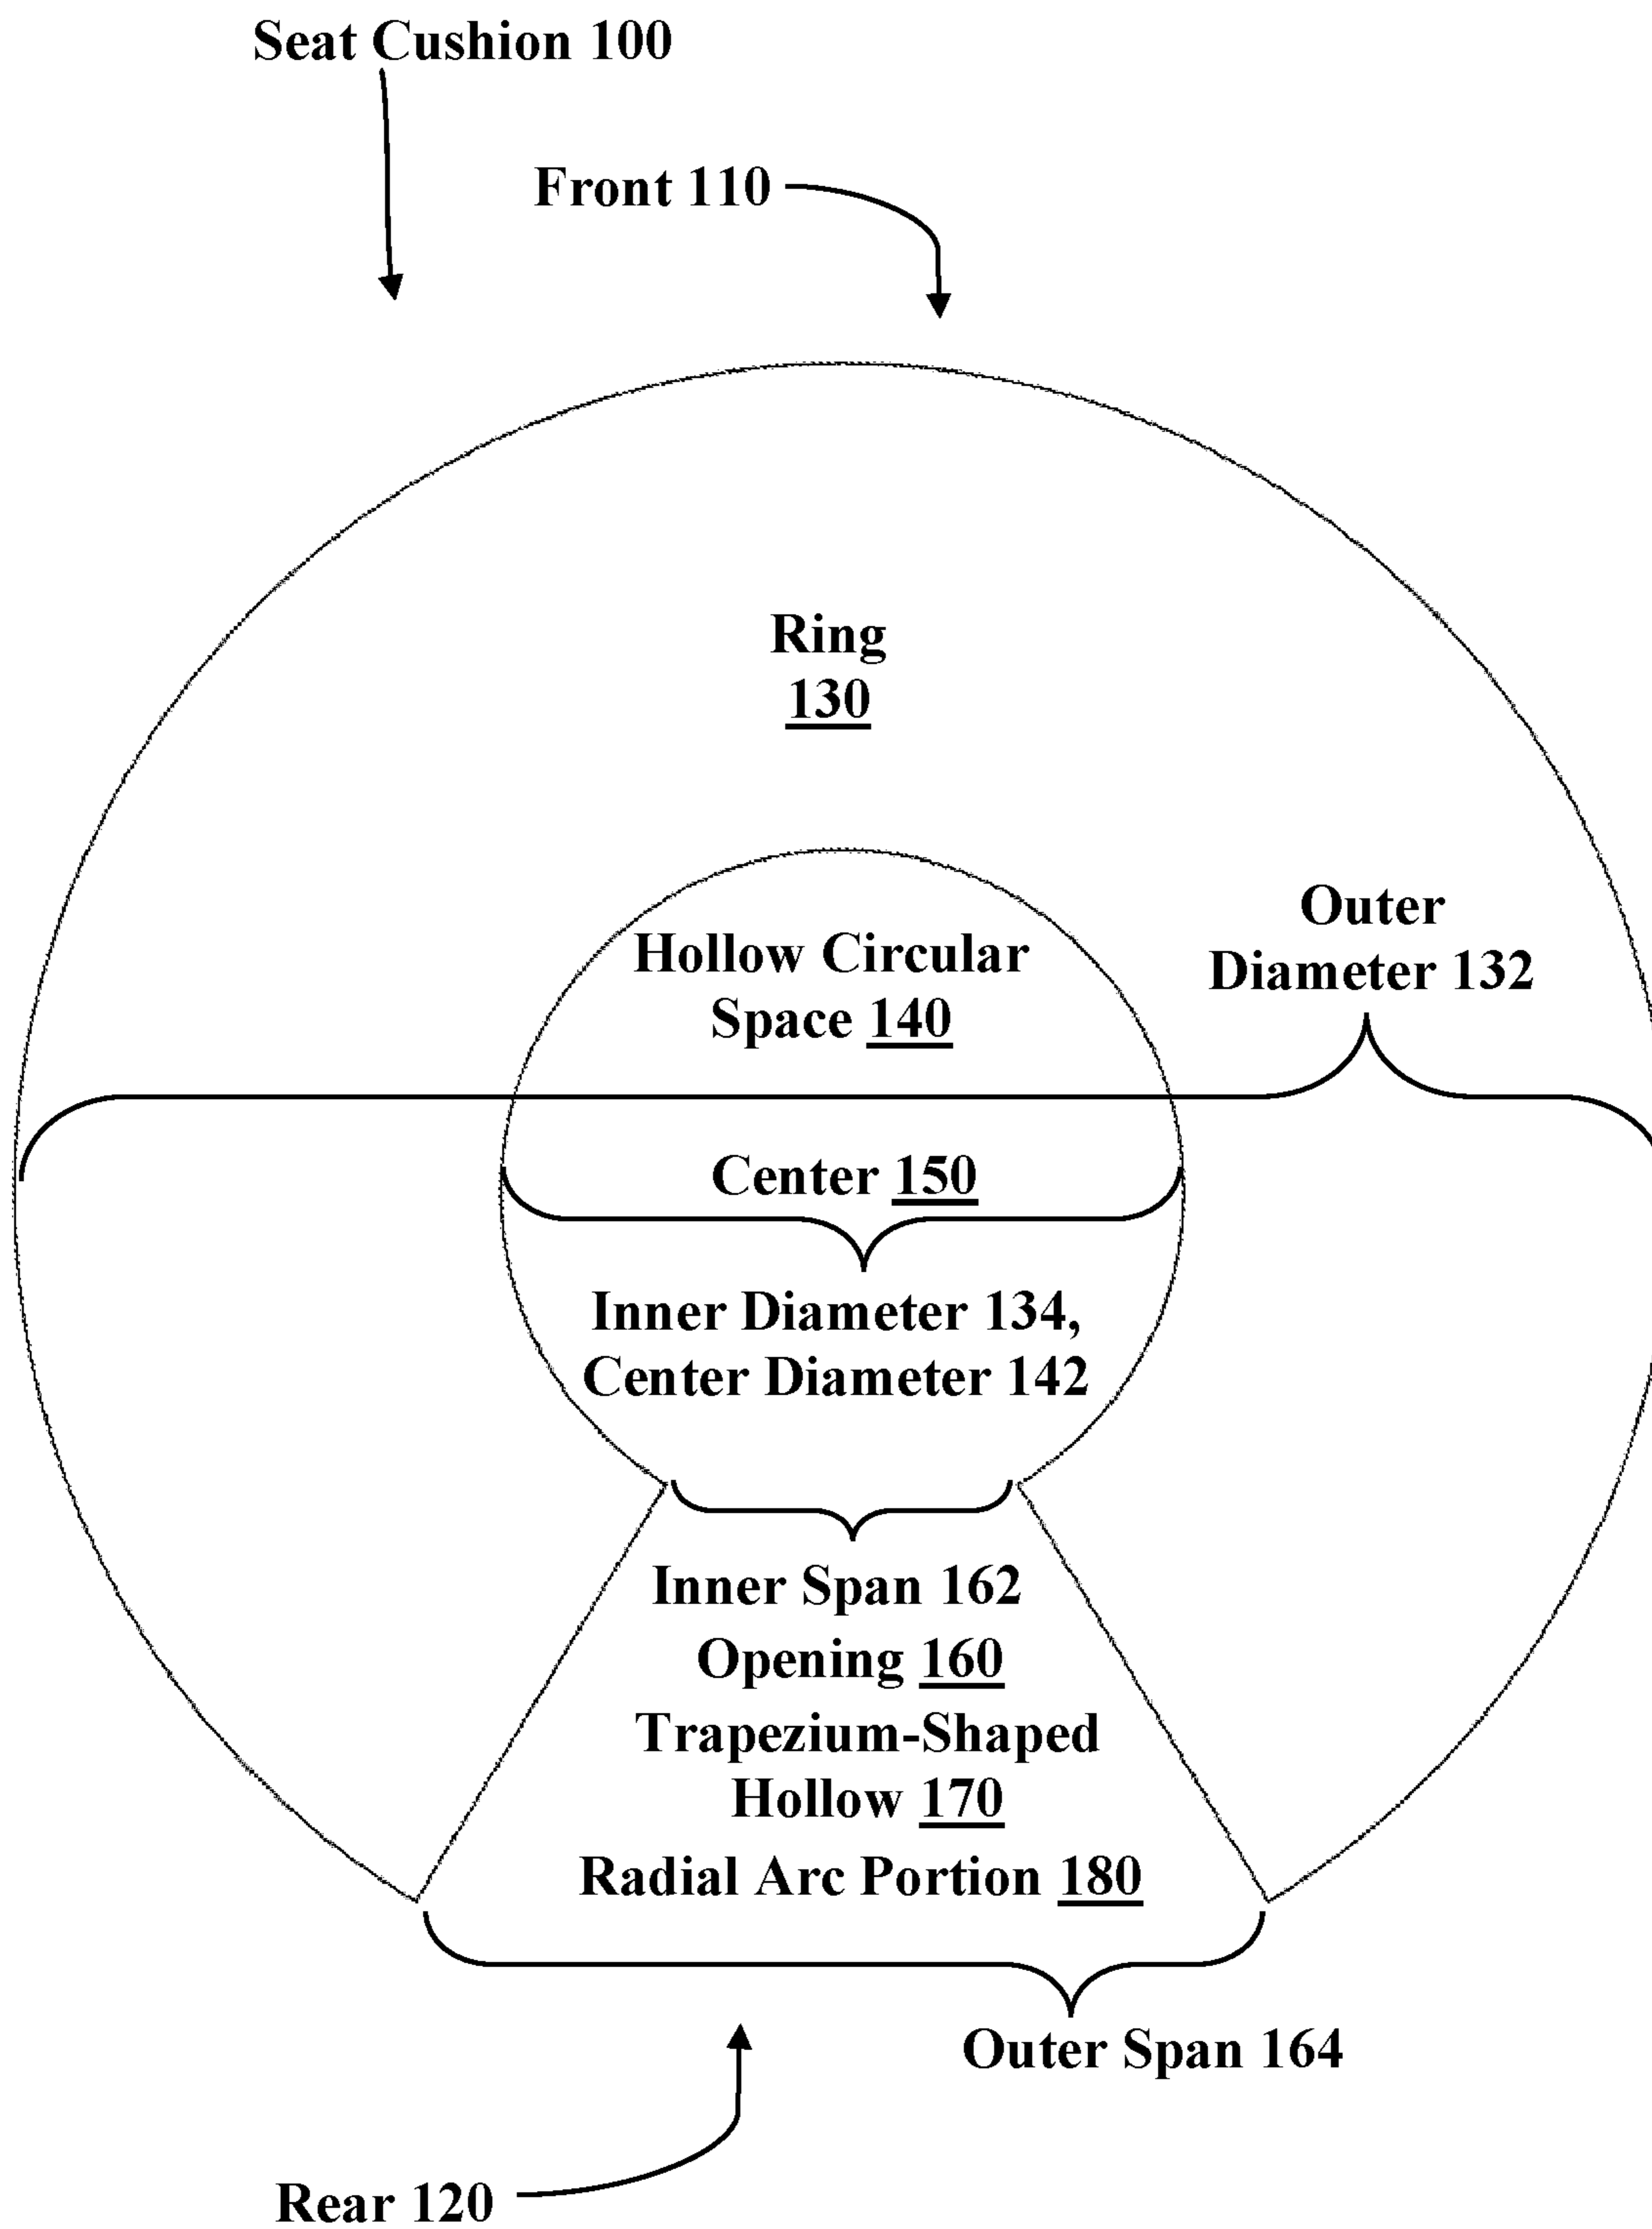 Seat Cushion 100
Front 110
Ring
130
Outer
Diameter 132
Hollow Circular
Space 140
Center 150
Inner Diameter 134,
Center Diameter 142
Inner Span 162
Opening 160
Trapezium-Shaped
Hollow 170
Radial Arc Portion 180
Outer Span 164
Rear 120